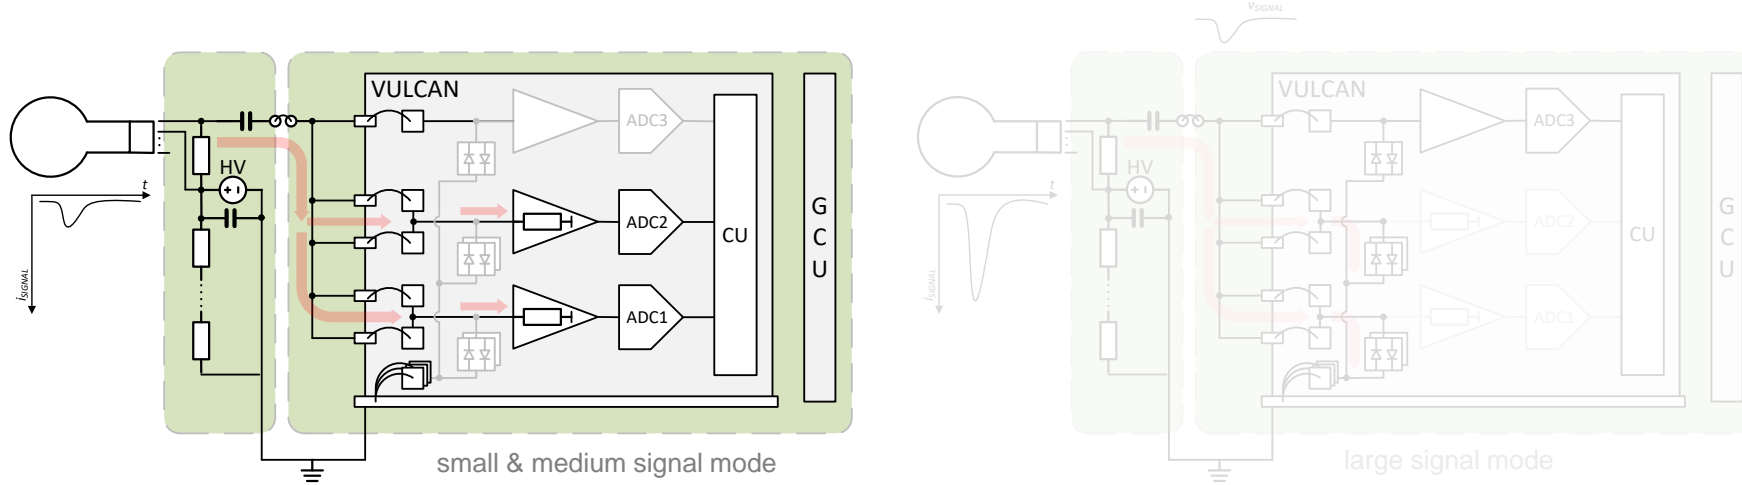 VULCAN
ADC3
HV
+ -
t
ADC2
CU
G
C
U
i_SIGNAL
ADC1
small & medium signal mode
v_SIGNAL
VULCAN
ADC3
HV
+ -
t
ADC2
CU
G
C
U
i_SIGNAL
ADC1
large signal mode